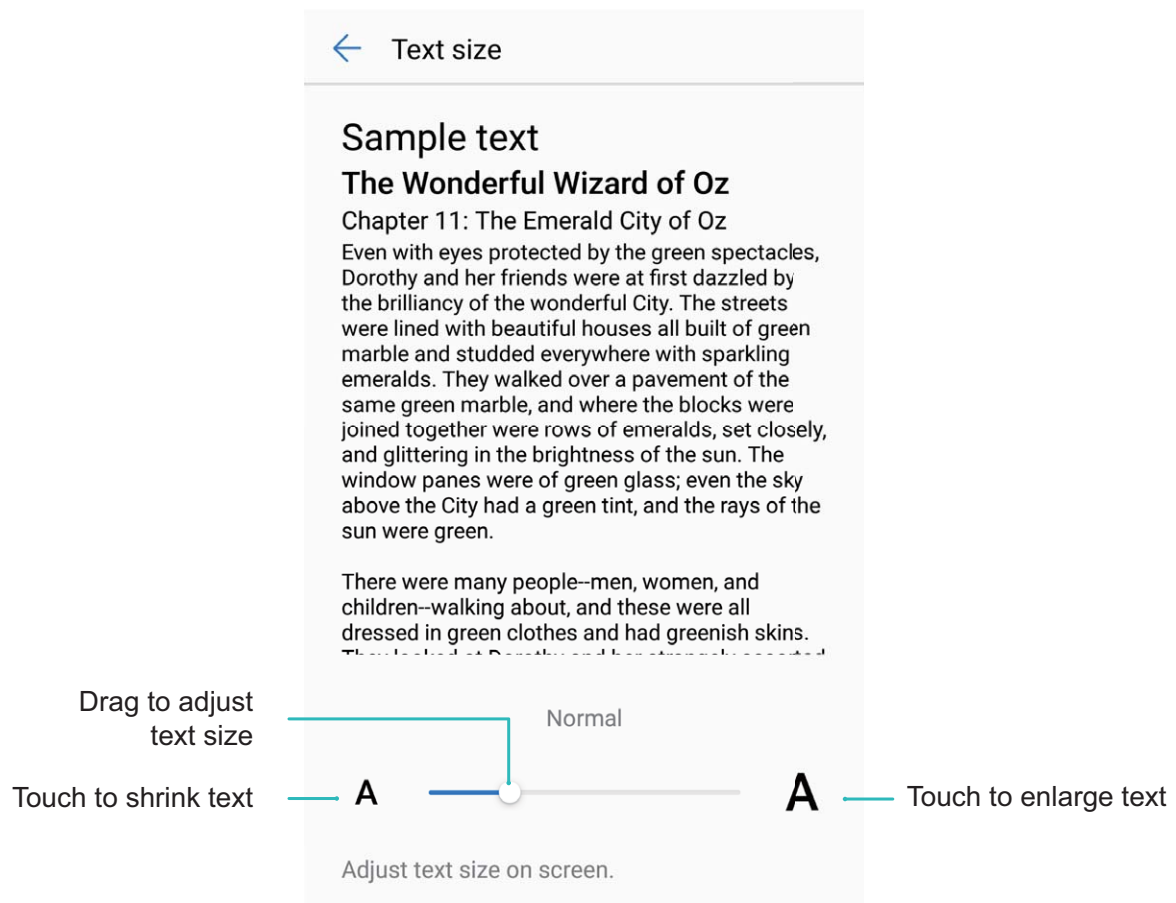 Text size
Sample text
The Wonderful Wizard of Oz
Chapter 11: The Emerald City of Oz
Even with eyes protected by the green spectacles,
Dorothy and her friends were at first dazzled by
the brilliancy of the wonderful City. The streets
were lined with beautiful houses all built of green
marble and studded everywhere with sparkling
emeralds. They walked over a pavement of the
same green marble, and where the blocks were
joined together were rows of emeralds, set closely,
and glittering in the brightness of the sun. The
window panes were of green glass; even the sky
above the City had a green tint, and the rays of the
sun were green.
There were many people--men, women, and
children--walking about, and these were all
dressed in green clothes and had greenish skins.
They looked at Dorothy and her strangely assorted
Drag to adjust
text size
Normal
Touch to shrink text
A
A
Touch to enlarge text
Adjust text size on screen.